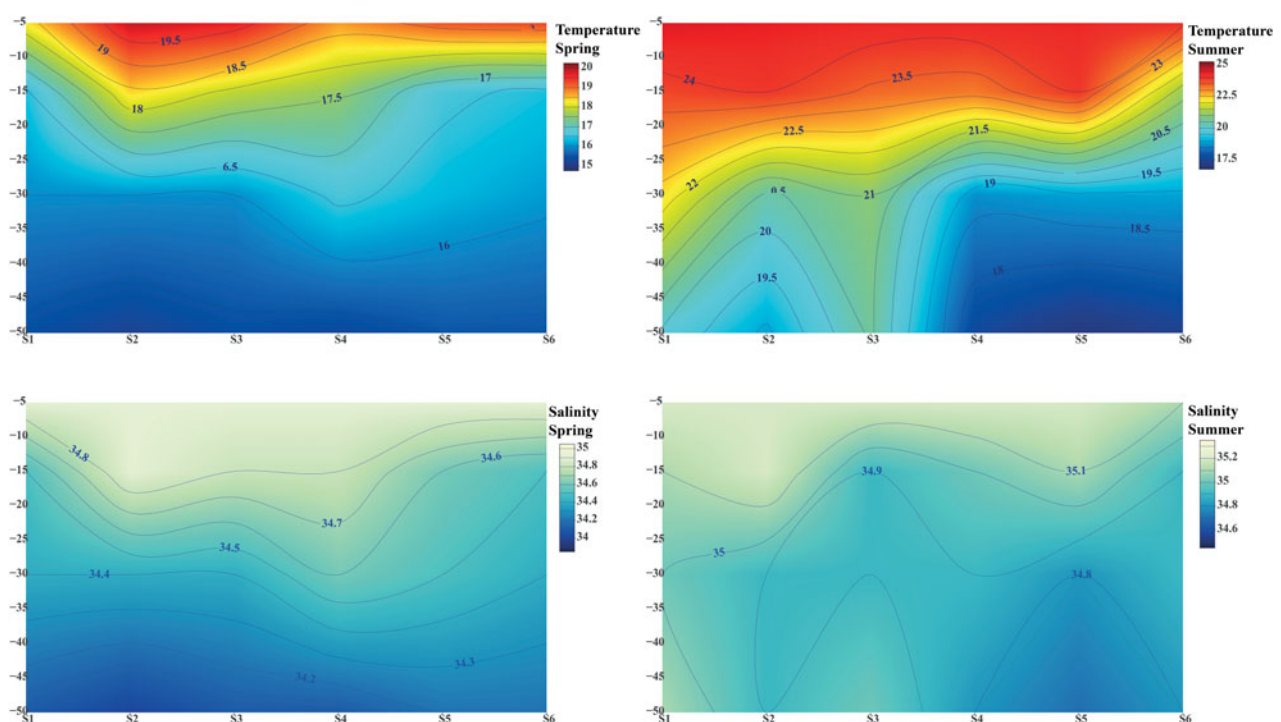 −5
−10
−15
−20
−25
−30
−35
−40
−45
−50
S1
S2
S3
S4
S5
S6
19
19.5
18.5
18
17.5
17
6.5
16
Temperature
Spring
20
19
18
17
16
15
−5
−10
−15
−20
−25
−30
−35
−40
−45
−50
S1
S2
S3
S4
S5
S6
24
23.5
23
22.5
21.5
20.5
22
21
19.5
19
20
18.5
19.5
18
Temperature
Summer
25
22.5
20
17.5
−5
−10
−15
−20
−25
−30
−35
−40
−45
−50
S1
S2
S3
S4
S5
S6
34.8
34.6
34.7
34.5
34.4
34.3
34.2
Salinity
Spring
35
34.8
34.6
34.4
34.2
34
−5
−10
−15
−20
−25
−30
−35
−40
−45
−50
S1
S2
S3
S4
S5
S6
34.9
35.1
35
34.8
Salinity
Summer
35.2
35
34.8
34.6